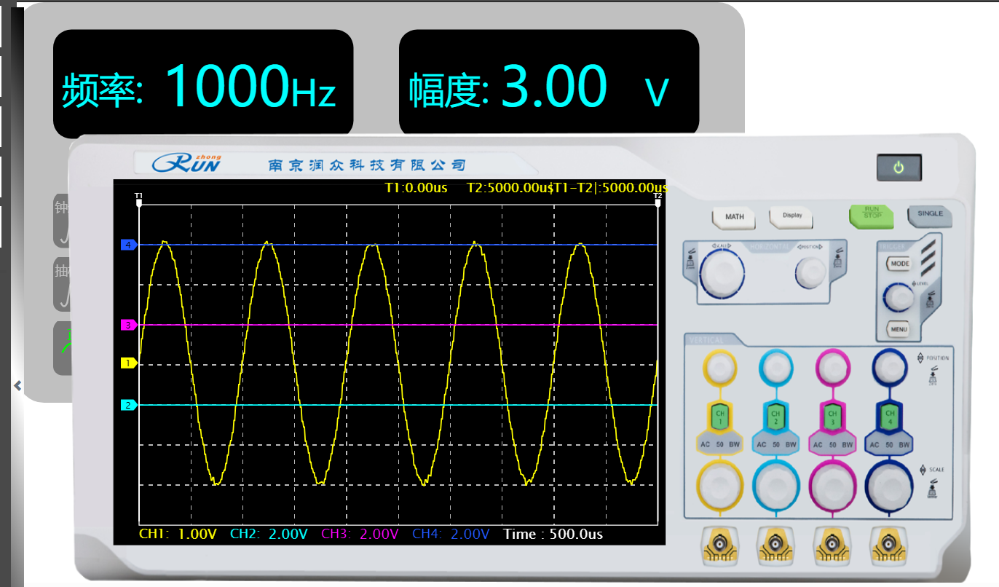 频率: 1000Hz
幅度: 3.00 V
zhong
RUN
南京润众科技有限公司
T1:0.00us T2:5000.00us|T1-T2|:5000.00us
T1
T2
钟
抽
4
3
1
2
CH1: 1.00V CH2: 2.00V CH3: 2.00V CH4: 2.00V Time : 500.0us
MATH
Display
RUN
STOP
SINGLE
HORIZONTAL
SCALE
POSITION
TRIGGER
MODE
LEVEL
MENU
VERTICAL
POSITION
CH
1
CH
2
CH
3
CH
4
AC 50 BW
AC 50 BW
AC 50 BW
AC 50 BW
SCALE